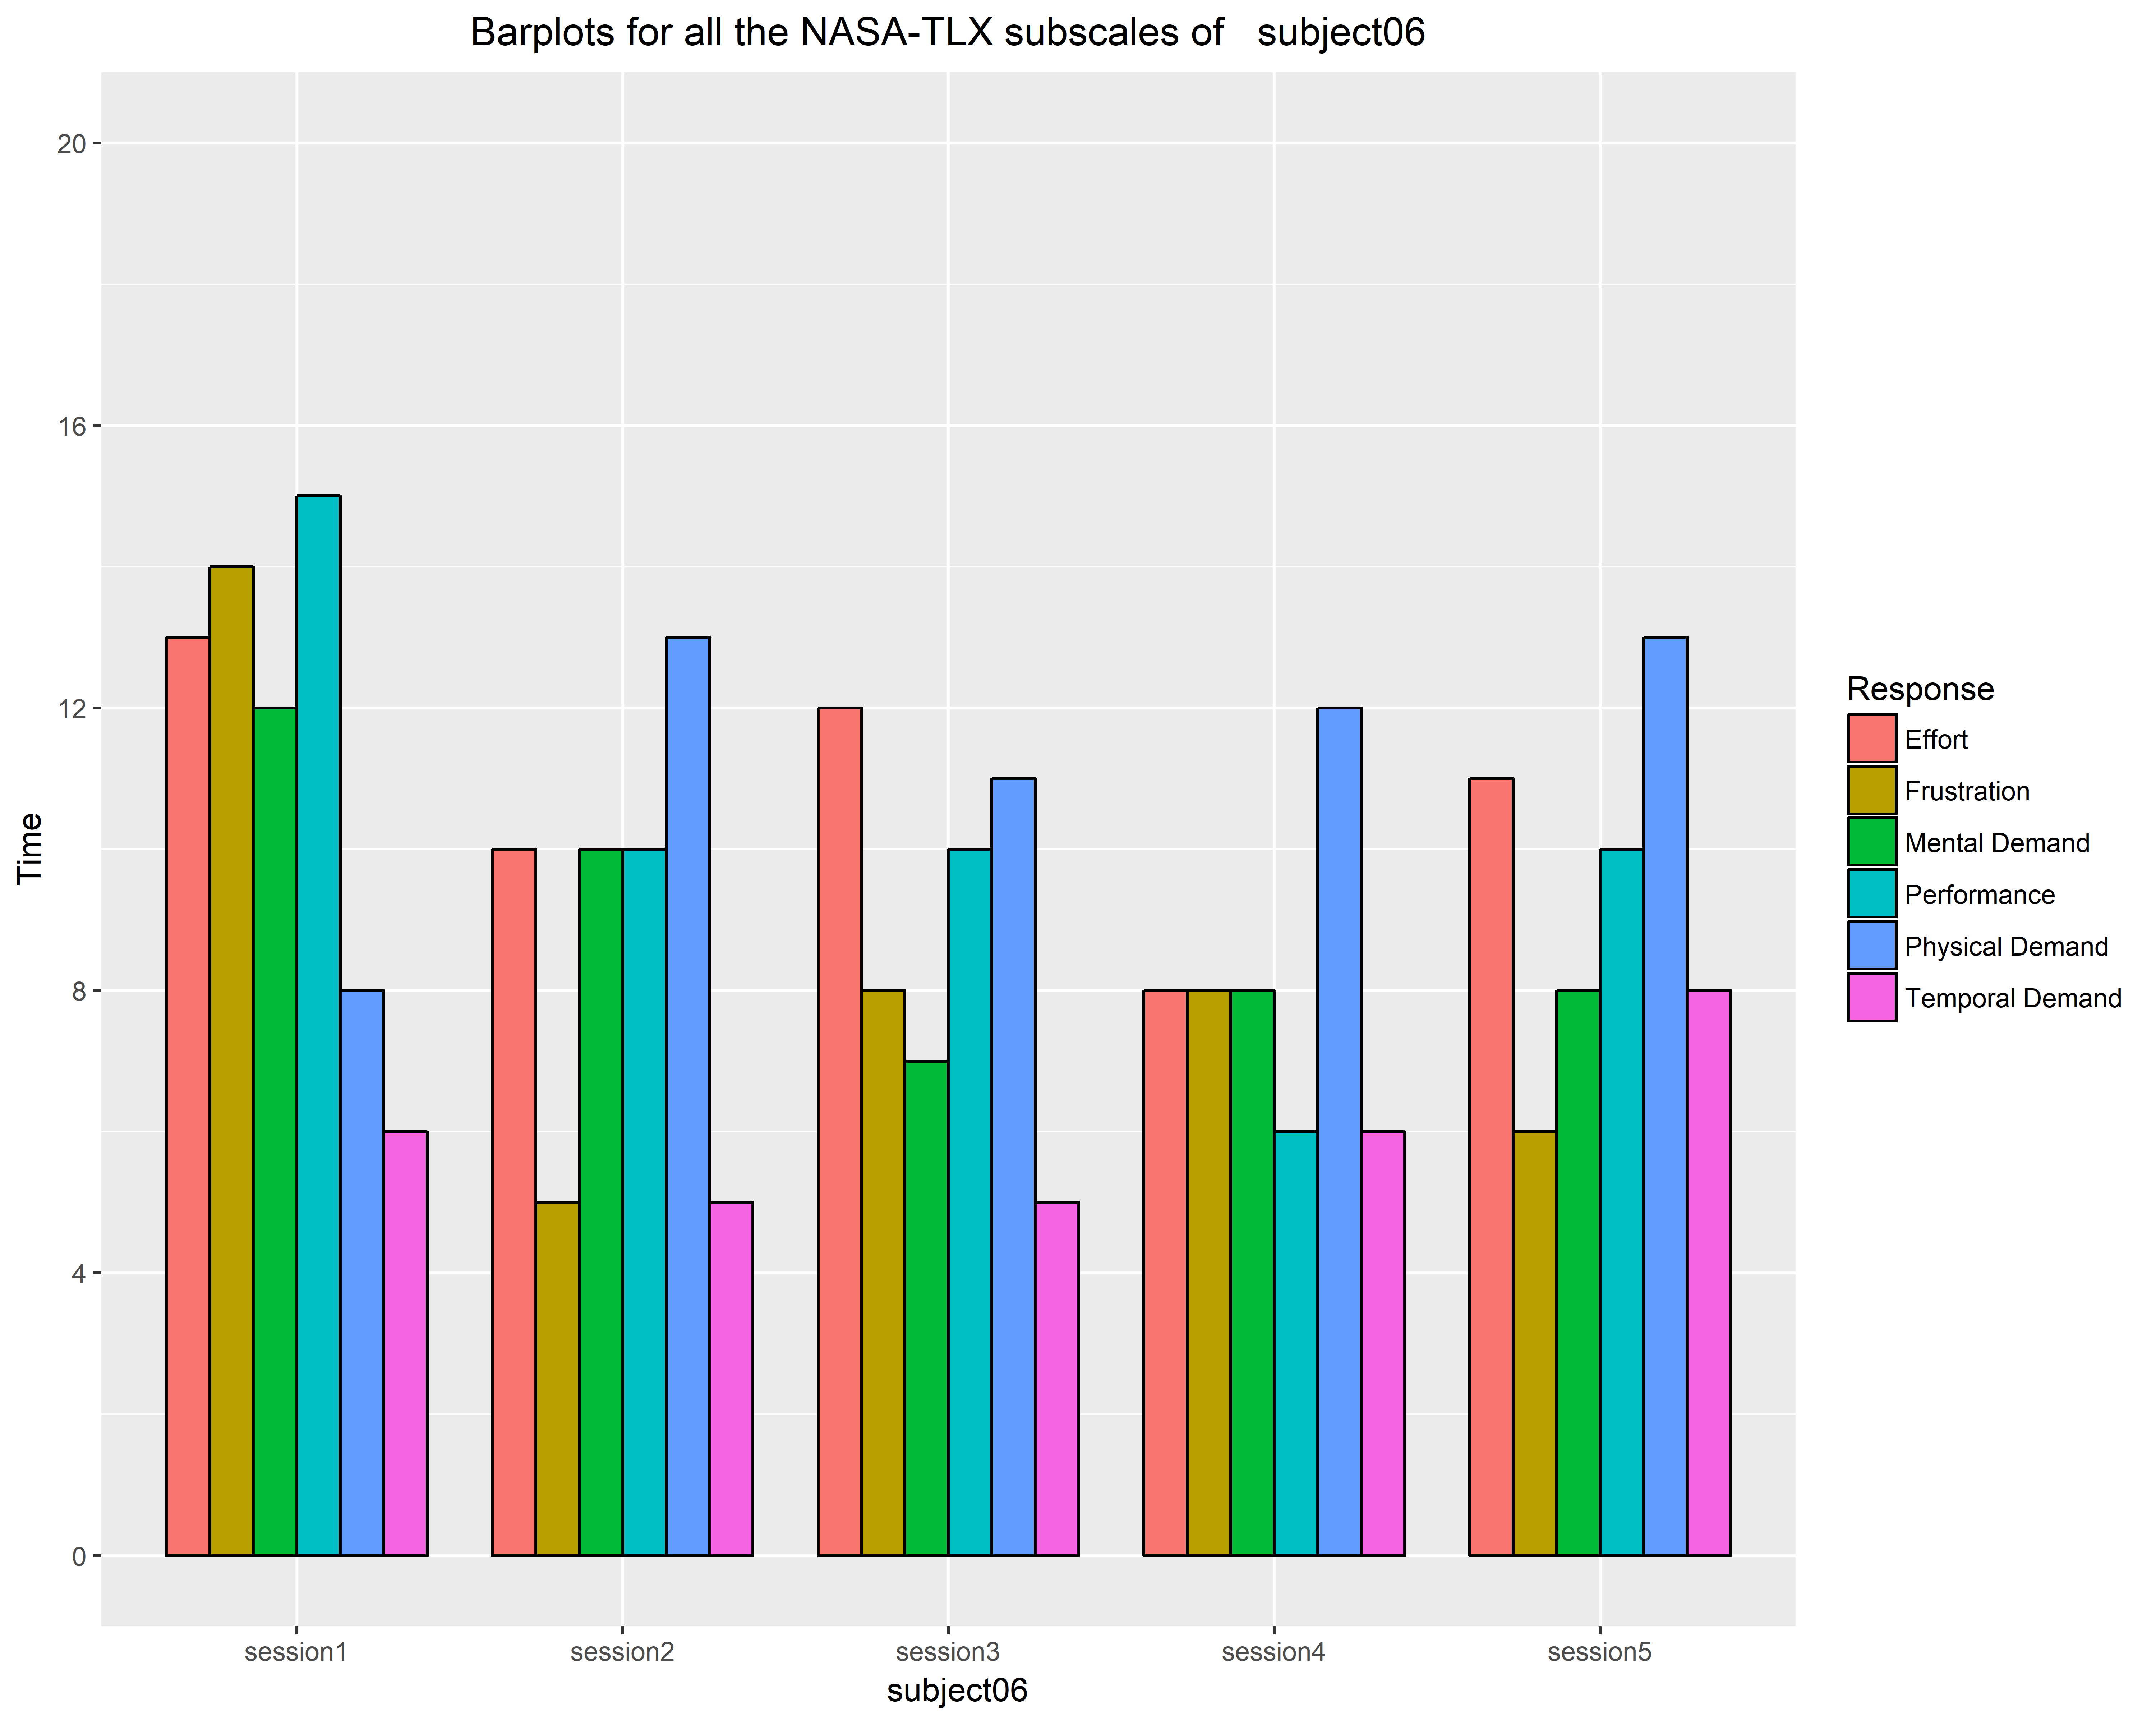 Barplots for all the NASA-TLX subscales of   subject06
Time
20
16
12
8
4
0
session1
session2
session3
session4
session5
subject06
Response
Effort
Frustration
Mental Demand
Performance
Physical Demand
Temporal Demand